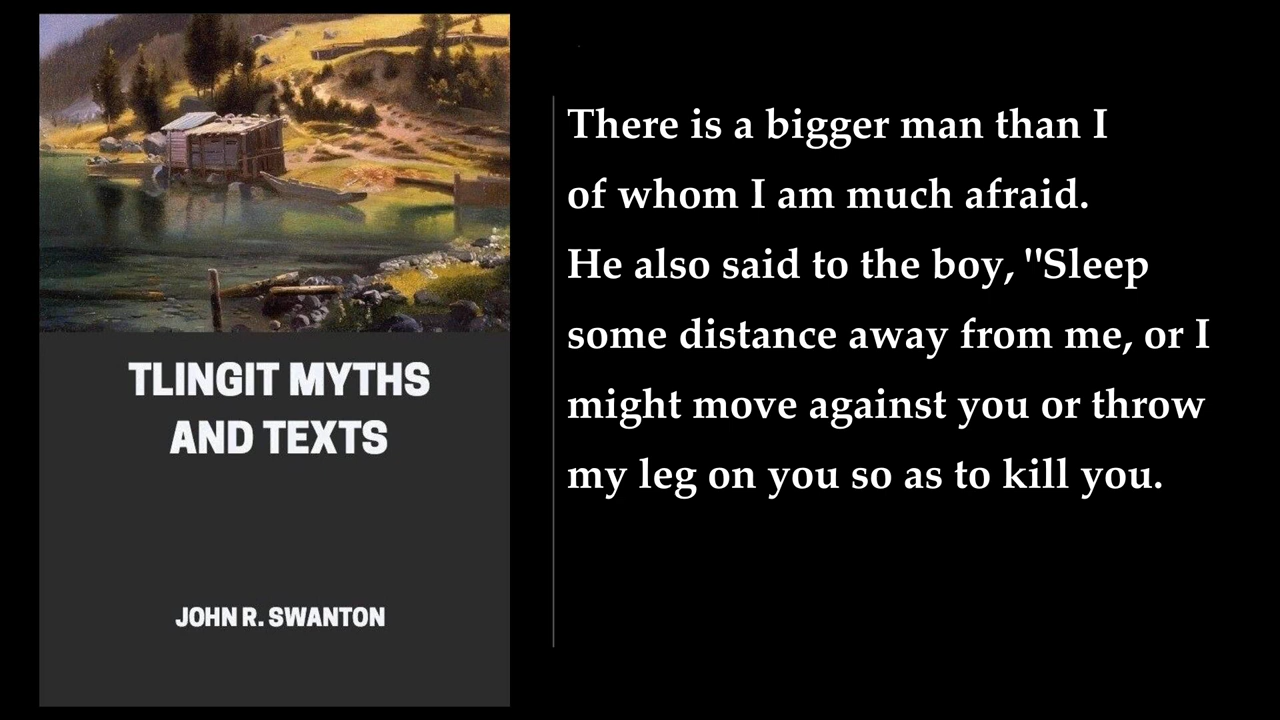 TLINGIT MYTHS
AND TEXTS
JOHN R. SWANTON
There is a bigger man than I
of whom I am much afraid.
He also said to the boy, "Sleep
some distance away from me, or I
might move against you or throw
my leg on you so as to kill you.